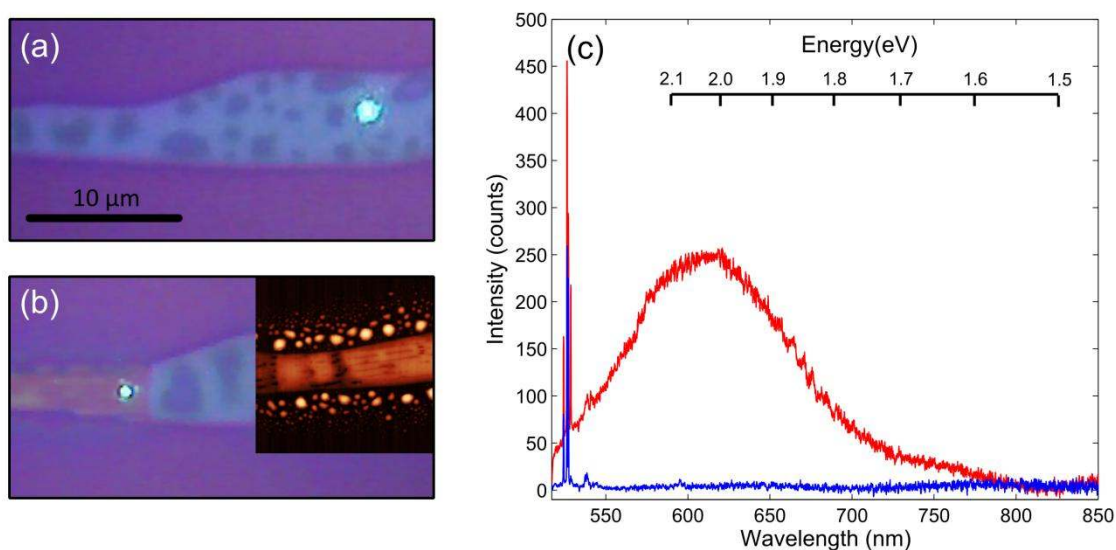 (a)
10 μm
(b)
(c)
Energy(eV)
2.1 2.0 1.9 1.8 1.7 1.6 1.5
500
450
400
350
300
250
200
150
100
50
0
Intensity (counts)
550 600 650 700 750 800 850
Wavelength (nm)